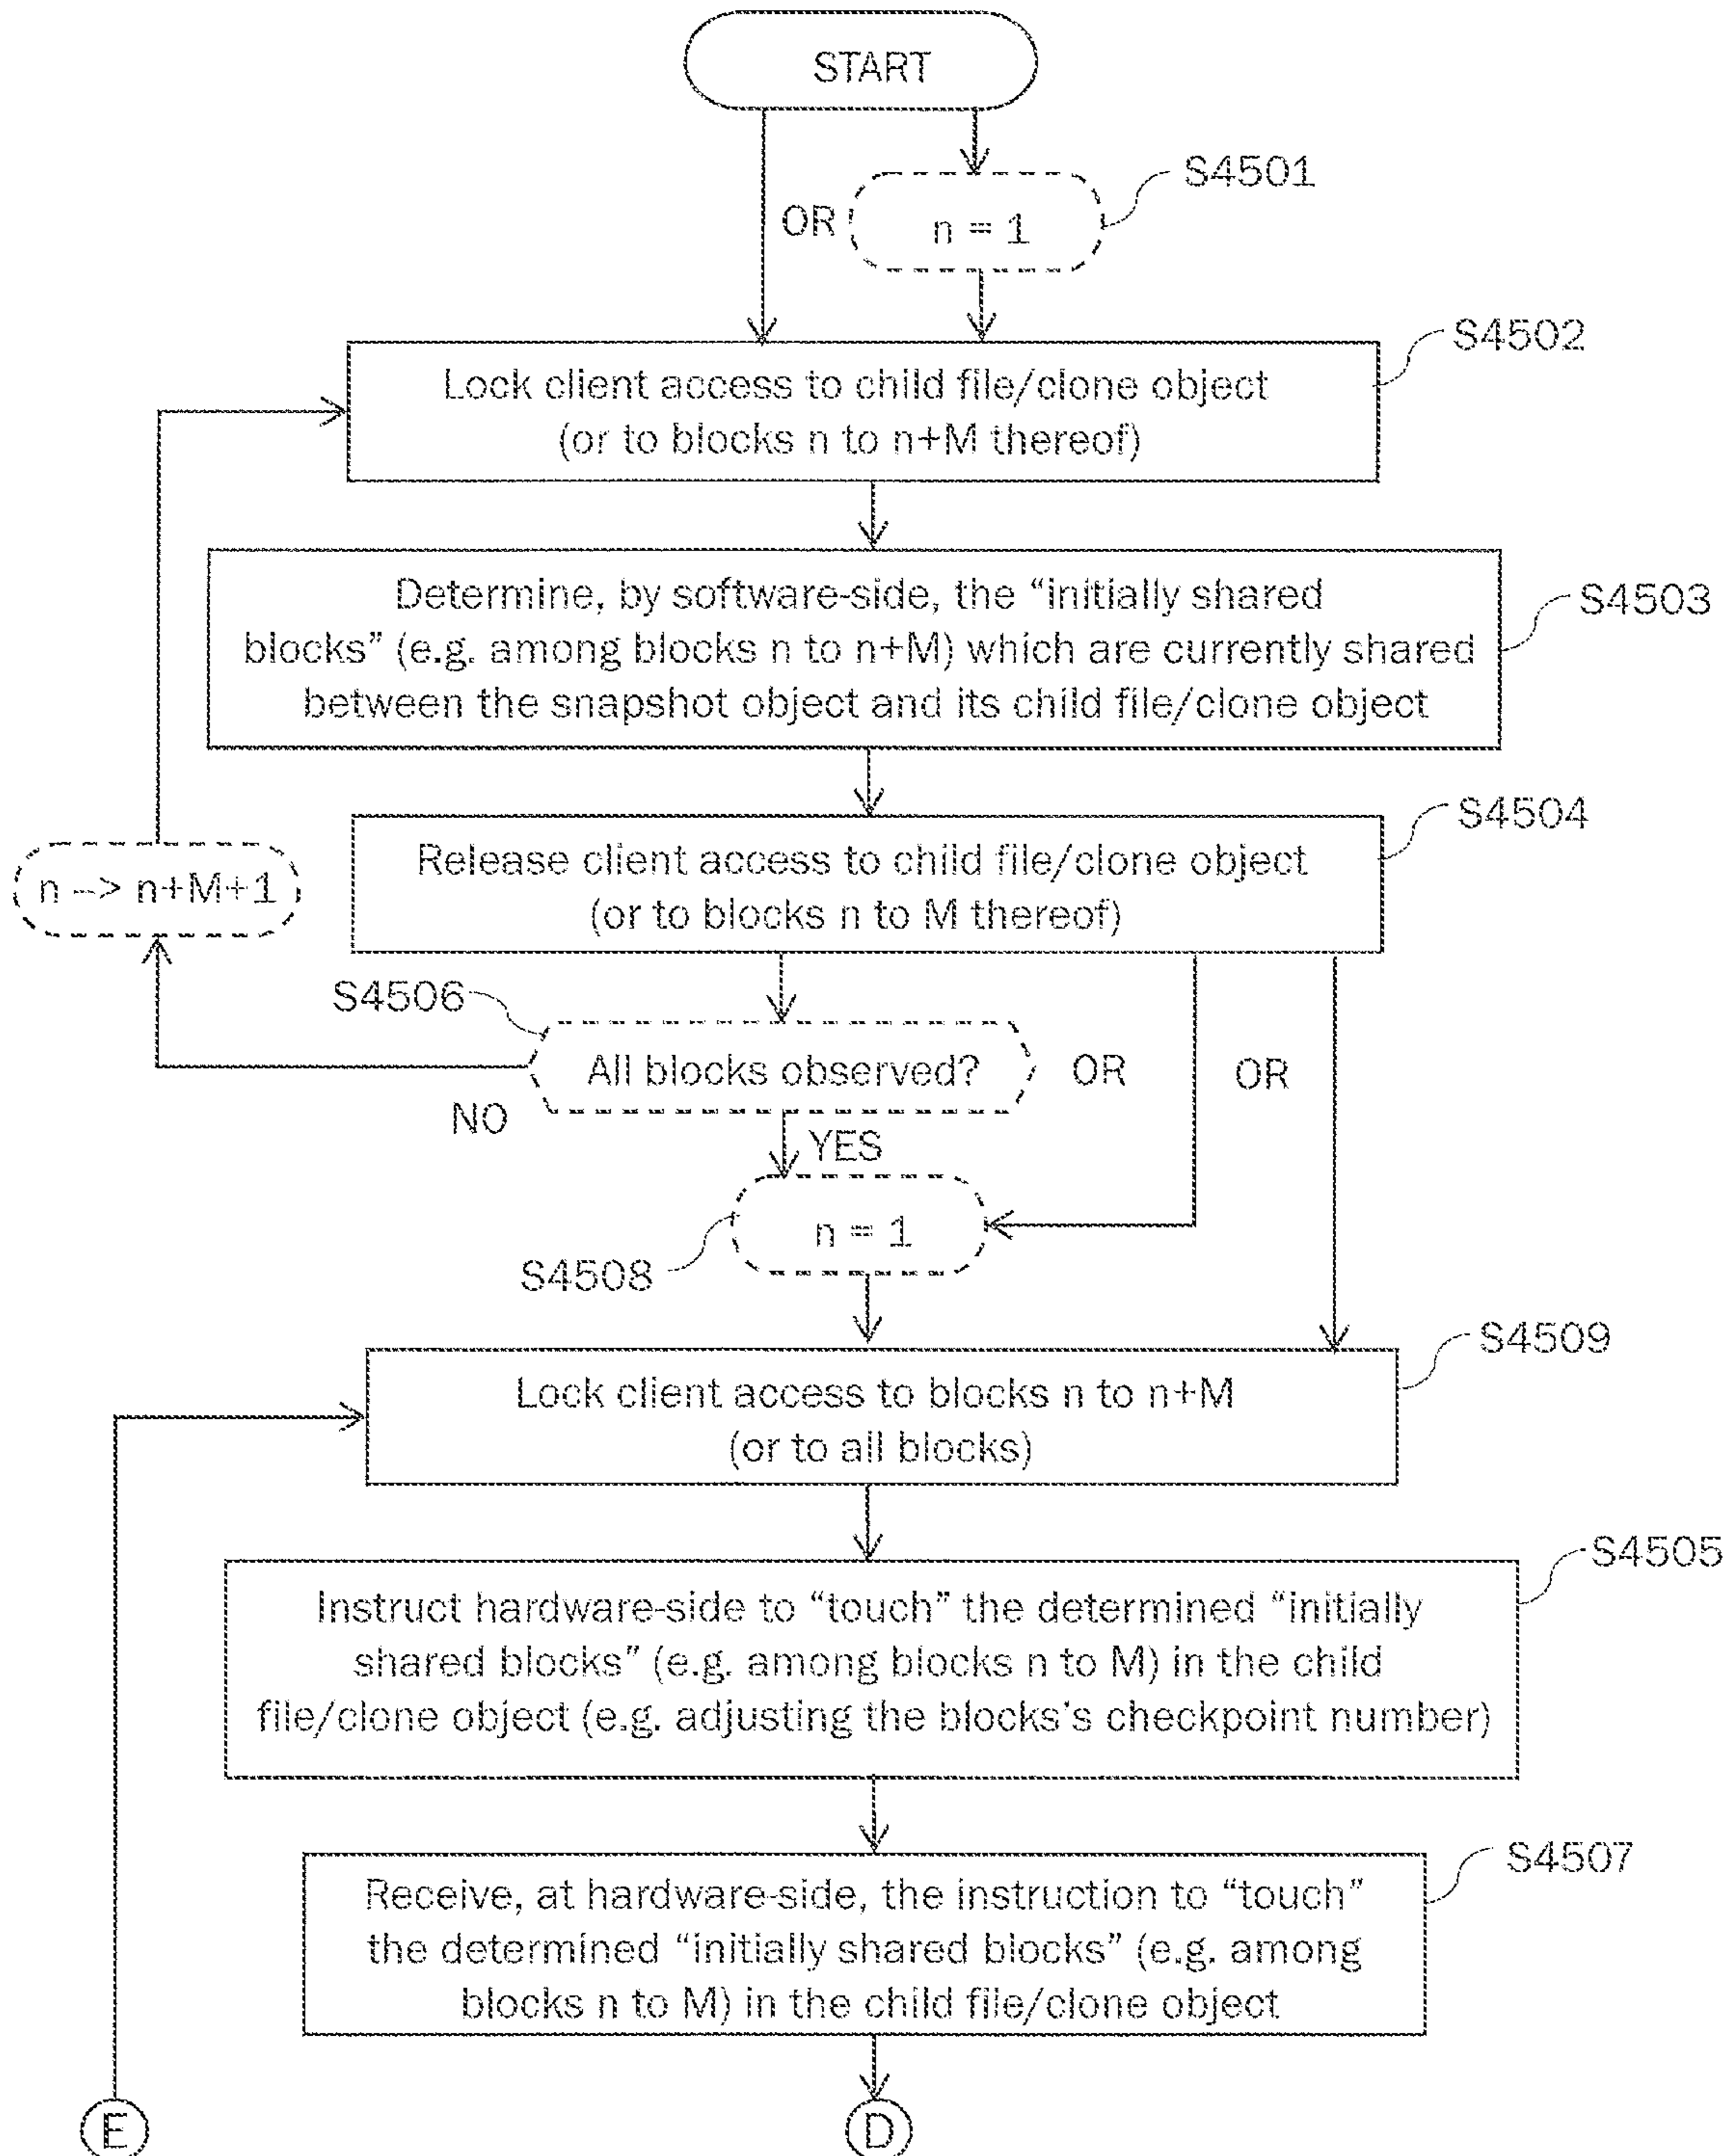 START
S4501
OR
n = 1
S4502
Lock client access to child file/clone object
(or to blocks n to n+M thereof)
S4503
Determine, by software-side, the “initially shared
blocks” (e.g. among blocks n to n+M) which are currently shared
between the snapshot object and its child file/clone object
S4504
Release client access to child file/clone object
(or to blocks n to M thereof)
n --> n+M+1
S4506
All blocks observed?
OR
OR
NO
YES
n = 1
S4508
S4509
Lock client access to blocks n to n+M
(or to all blocks)
S4505
Instruct hardware-side to “touch” the determined “initially
shared blocks” (e.g. among blocks n to M) in the child
file/clone object (e.g. adjusting the blocks's checkpoint number)
S4507
Receive, at hardware-side, the instruction to “touch”
the determined “initially shared blocks” (e.g. among
blocks n to M) in the child file/clone object
E
D